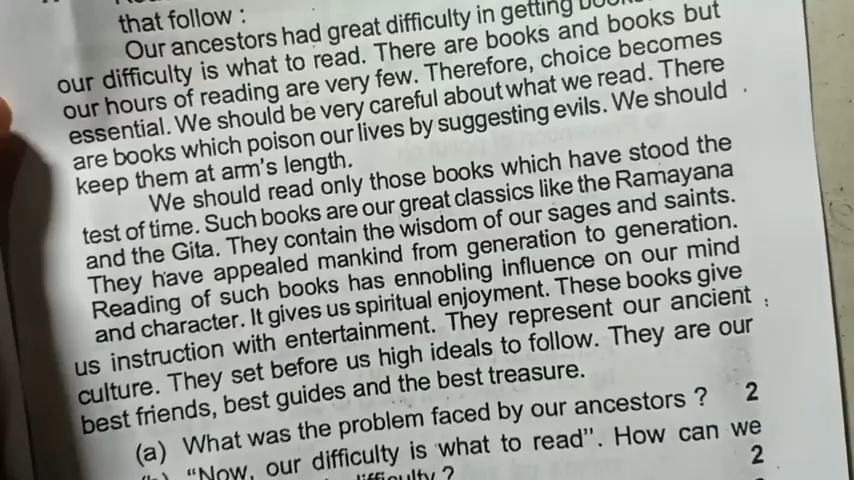 that follow :
Our ancestors had great difficulty in getting
our difficulty is what to read. There are books and books but
our hours of reading are very few. Therefore, choice becomes
essential. We should be very careful about what we read. There
are books which poison our lives by suggesting evils. We should
keep them at arm's length.
We should read only those books which have stood the
test of time. Such books are our great classics like the Ramayana
and the Gita. They contain the wisdom of our sages and saints.
They have appealed mankind from generation to generation.
Reading of such books has ennobling influence on our mind
and character. It gives us spiritual enjoyment. These books give
us instruction with entertainment. They represent our ancient
culture. They set before us high ideals to follow. They are our
best friends, best guides and the best treasure.
(a) What was the problem faced by our ancestors ? 2
"Now, our difficulty is what to read". How can we
difficulty ? 2